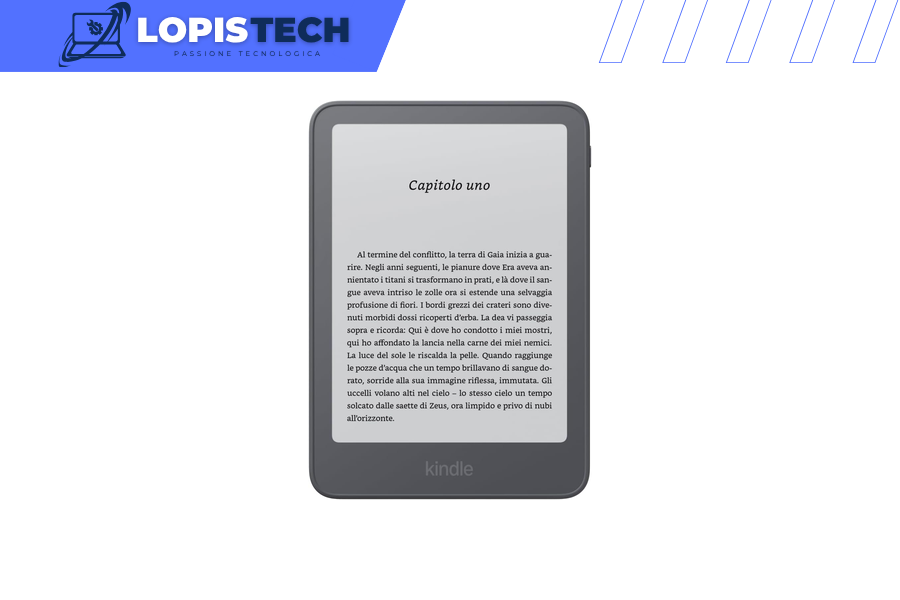 LOPISTECH
PASSIONE TECNOLOGICA
Capitolo uno
Al termine del conflitto, la terra di Gaia inizia a gua-
rire. Negli anni seguenti, le pianure dove Era aveva an-
nientato i titani si trasformano in prati, e là dove il san-
gue aveva intriso le zolle ora si estende una selvaggia
profusione di fiori. I bordi grezzi dei crateri sono dive-
nuti morbidi dossi ricoperti d'erba. La dea vi passeggia
sopra e ricorda: Qui è dove ho condotto i miei mostri,
qui ho affondato la lancia nella carne dei miei nemici.
La luce del sole le riscalda la pelle. Quando raggiunge
le pozze d'acqua che un tempo brillavano di sangue do-
rato, sorride alla sua immagine riflessa, immutata. Gli
uccelli volano alti nel cielo – lo stesso cielo un tempo
solcato dalle saette di Zeus, ora limpido e privo di nubi
all'orizzonte.
kindle